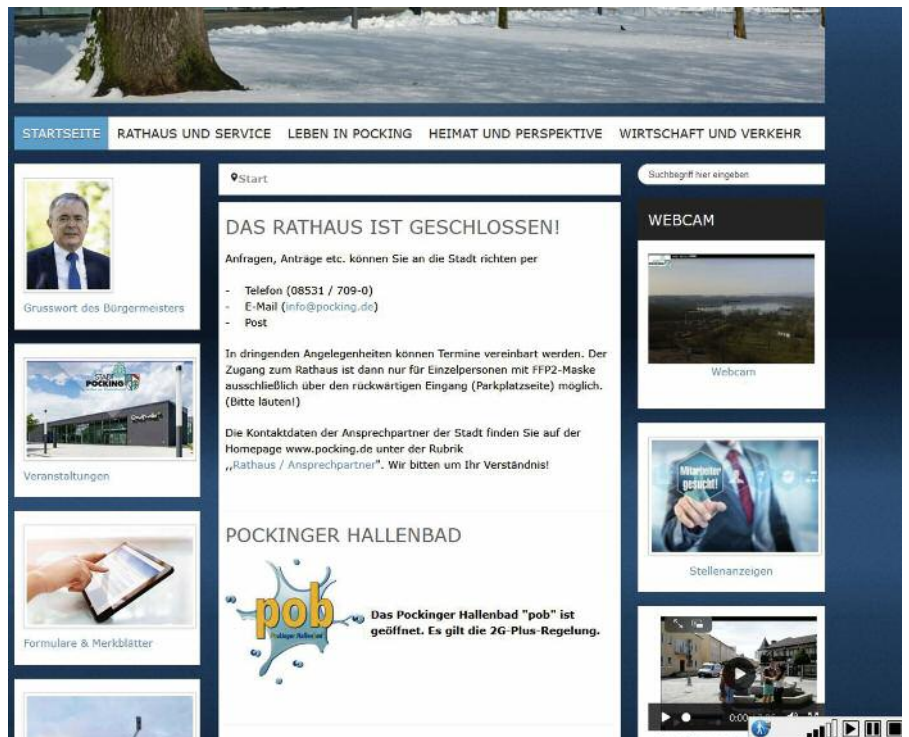 STARTSEITE RATHAUS UND SERVICE LEBEN IN POCKING HEIMAT UND PERSPEKTIVE WIRTSCHAFT UND VERKEHR
Grusswort des Bürgermeisters
STADT
POCKING
Veranstaltungen
Formulare & Merkblätter
Start
DAS RATHAUS IST GESCHLOSSEN!
Anfragen, Anträge etc. können Sie an die Stadt richten per
- Telefon (08531 / 709-0)
- E-Mail (info@pocking.de)
- Post
In dringenden Angelegenheiten können Termine vereinbart werden. Der
Zugang zum Rathaus ist dann nur für Einzelpersonen mit FFP2-Maske
ausschließlich über den rückwärtigen Eingang (Parkplatzseite) möglich.
(Bitte läuten!)
Die Kontaktdaten der Ansprechpartner der Stadt finden Sie auf der
Homepage www.pocking.de unter der Rubrik
,,Rathaus / Ansprechpartner". Wir bitten um Ihr Verständnis!
POCKINGER HALLENBAD
pob
Pockinger Hallenbad
Das Pockinger Hallenbad "pob" ist
geöffnet. Es gilt die 2G-Plus-Regelung.
Suchbegriff hier eingeben
WEBCAM
Webcam
Mitarbeiter
gesucht!
Stellenanzeigen
0:00